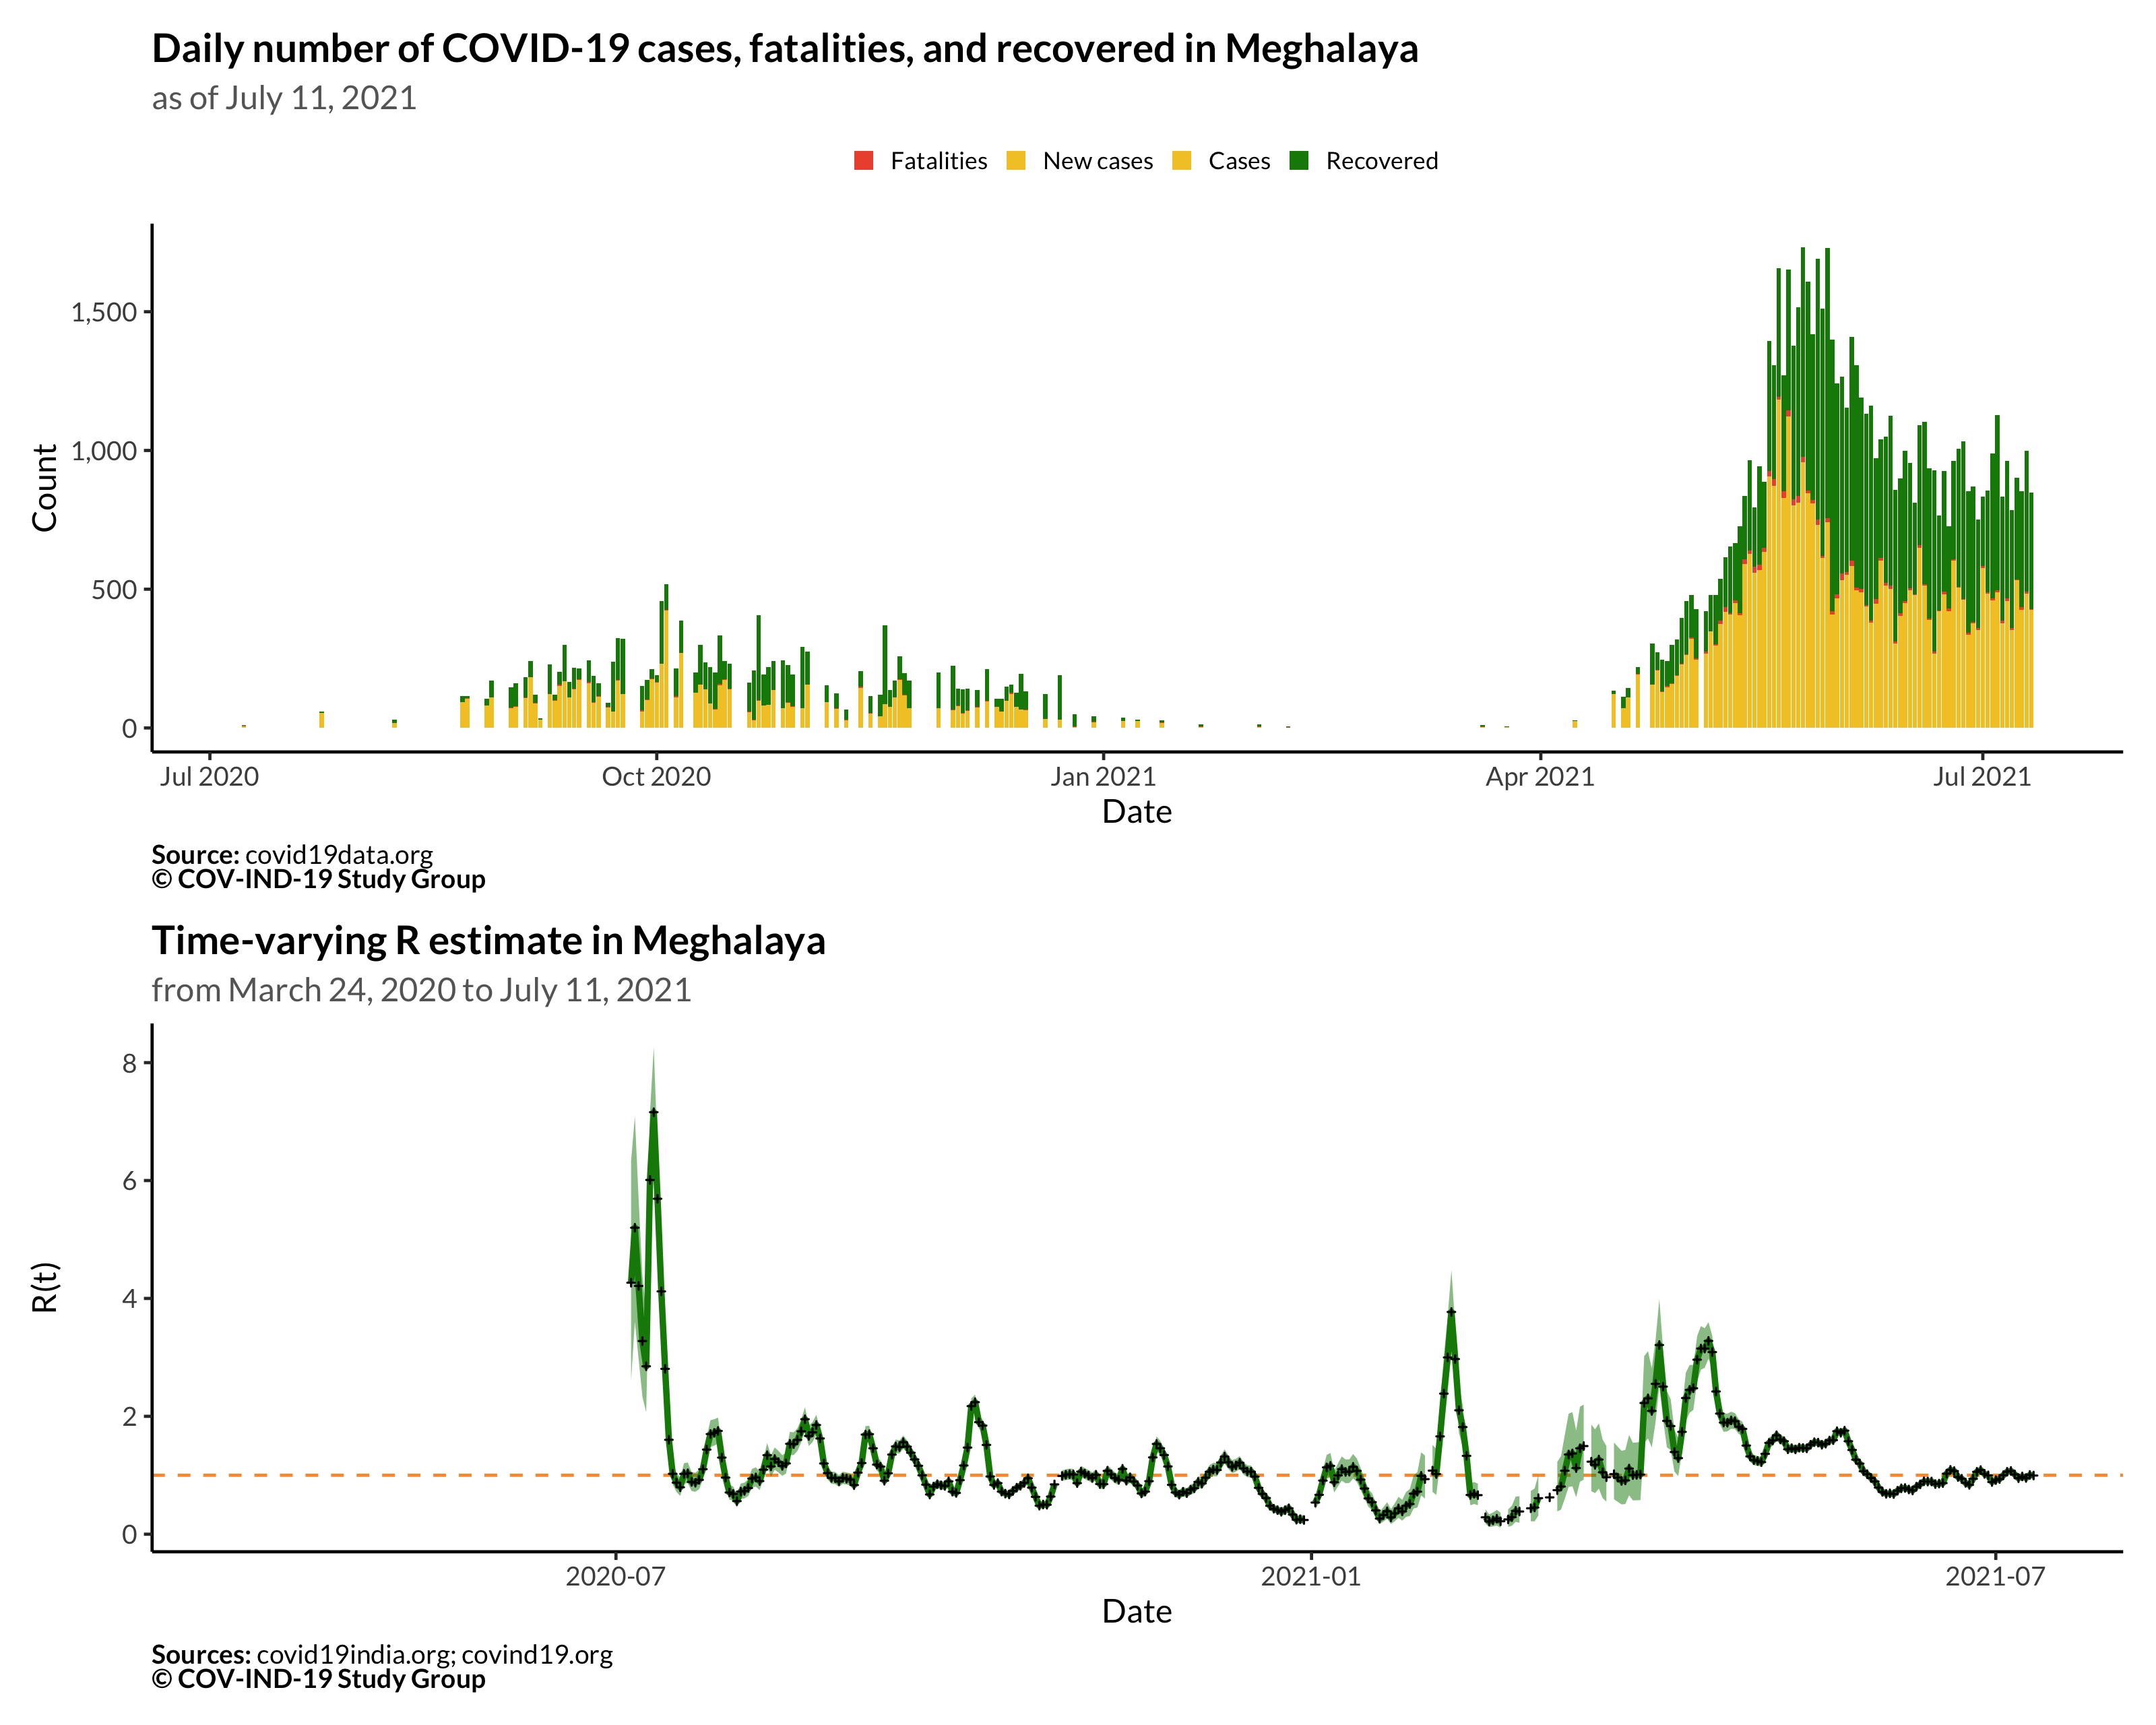 Daily number of COVID-19 cases, fatalities, and recovered in Meghalaya
as of July 11, 2021
Fatalities New cases Cases Recovered
Count
1,500
1,000
500
0
Jul 2020 Oct 2020 Jan 2021 Apr 2021 Jul 2021
Date
Source: covid19data.org
© COV-IND-19 Study Group
Time-varying R estimate in Meghalaya
from March 24, 2020 to July 11, 2021
R(t)
8
6
4
2
0
2020-07 2021-01 2021-07
Date
Sources: covid19india.org; covind19.org
© COV-IND-19 Study Group